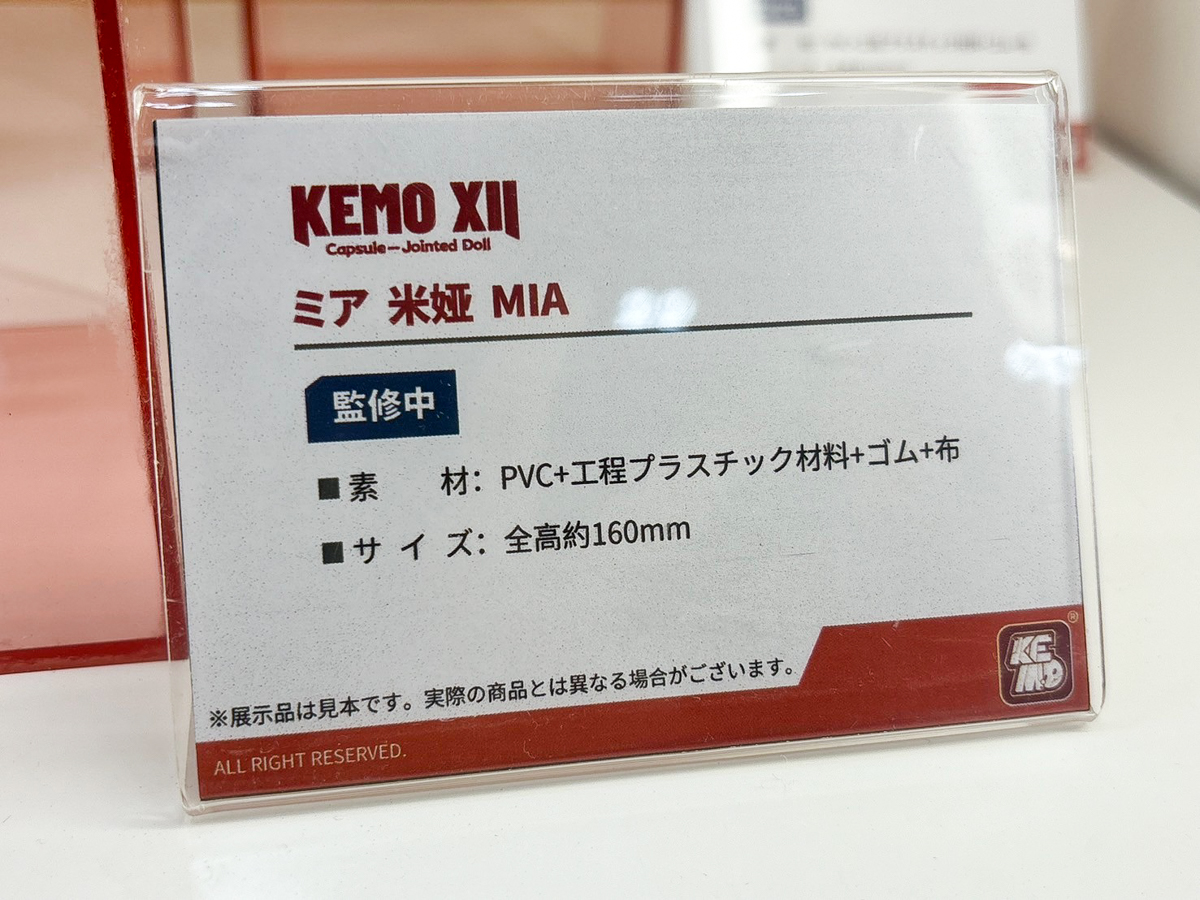 KEMO XII
Capsule-Jointed Doll
ミア 米娅 MIA
監修中
■素 材：PVC+工程プラスチック材料+ゴム+布
■サ イ ズ：全高約160mm
※展示品は見本です。実際の商品とは異なる場合がございます。
ALL RIGHT RESERVED.
KEMO®